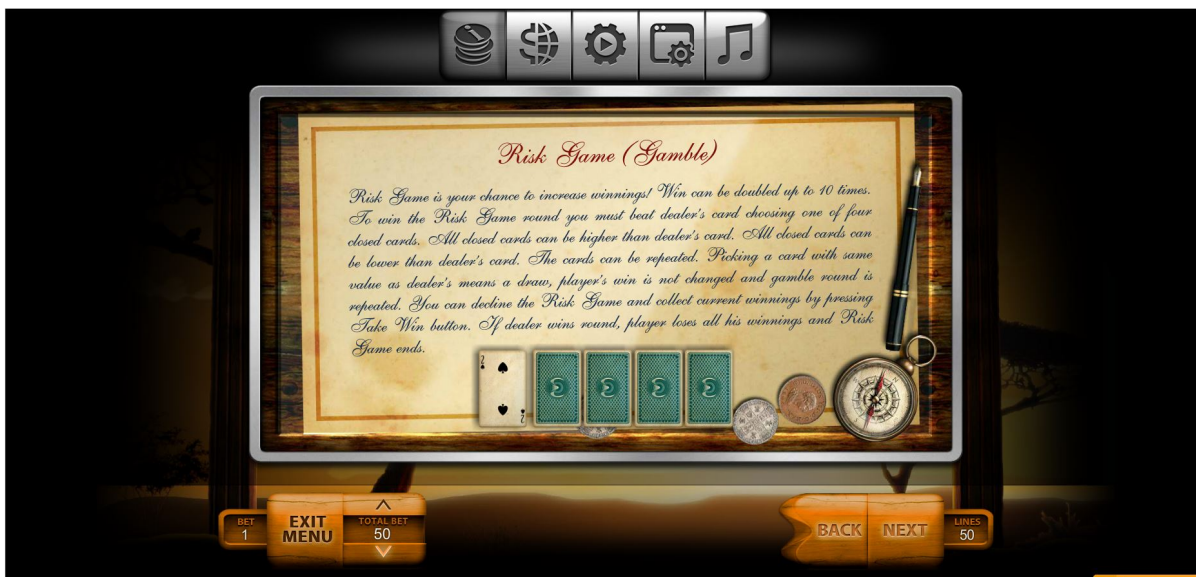 Risk Game (Gamble)
Risk Game is your chance to increase winnings! Win can be doubled up to 10 times.
To win the Risk Game round you must beat dealer's card choosing one of four
closed cards. All closed cards can be higher than dealer's card. All closed cards can
be lower than dealer's card. The cards can be repeated. Picking a card with same
value as dealer's means a draw, player's win is not changed and gamble round is
repeated. You can decline the Risk Game and collect current winnings by pressing
Take Win button. If dealer wins round, player loses all his winnings and Risk
Game ends.
2
2
BET
1
EXIT
MENU
TOTAL BET
50
BACK
NEXT
LINES
50